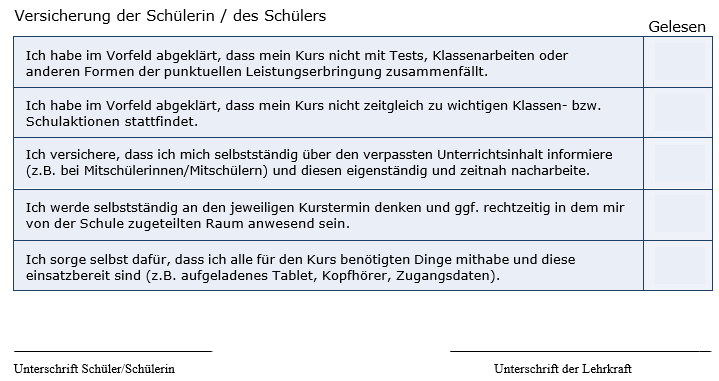 Versicherung der Schülerin / des Schülers
Gelesen
Ich habe im Vorfeld abgeklärt, dass mein Kurs nicht mit Tests, Klassenarbeiten oder
anderen Formen der punktuellen Leistungserbringung zusammenfällt.
Ich habe im Vorfeld abgeklärt, dass mein Kurs nicht zeitgleich zu wichtigen Klassen- bzw.
Schulaktionen stattfindet.
Ich versichere, dass ich mich selbstständig über den verpassten Unterrichtsinhalt informiere
(z.B. bei Mitschülerinnen/Mitschülern) und diesen eigenständig und zeitnah nacharbeite.
Ich werde selbstständig an den jeweiligen Kurstermin denken und ggf. rechtzeitig in dem mir
von der Schule zugeteilten Raum anwesend sein.
Ich sorge selbst dafür, dass ich alle für den Kurs benötigten Dinge mithabe und diese
einsatzbereit sind (z.B. aufgeladenes Tablet, Kopfhörer, Zugangsdaten).
Unterschrift Schüler/Schülerin
Unterschrift der Lehrkraft